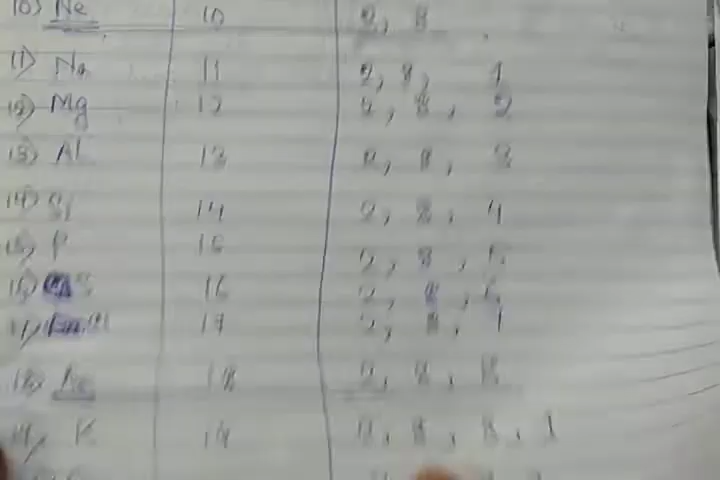 10) Ne 10 2, 8
11) Na 11 2, 8, 1
12) Mg 12 2, 8, 2
13) Al 13 2, 8, 3
14) Si 14 2, 8, 4
15) P 15 2, 8, 5
16) S 16 2, 8, 6
17) Cl 17 2, 8, 7
18) Ar 18 2, 8, 8
19) K 19 2, 8, 8, 1